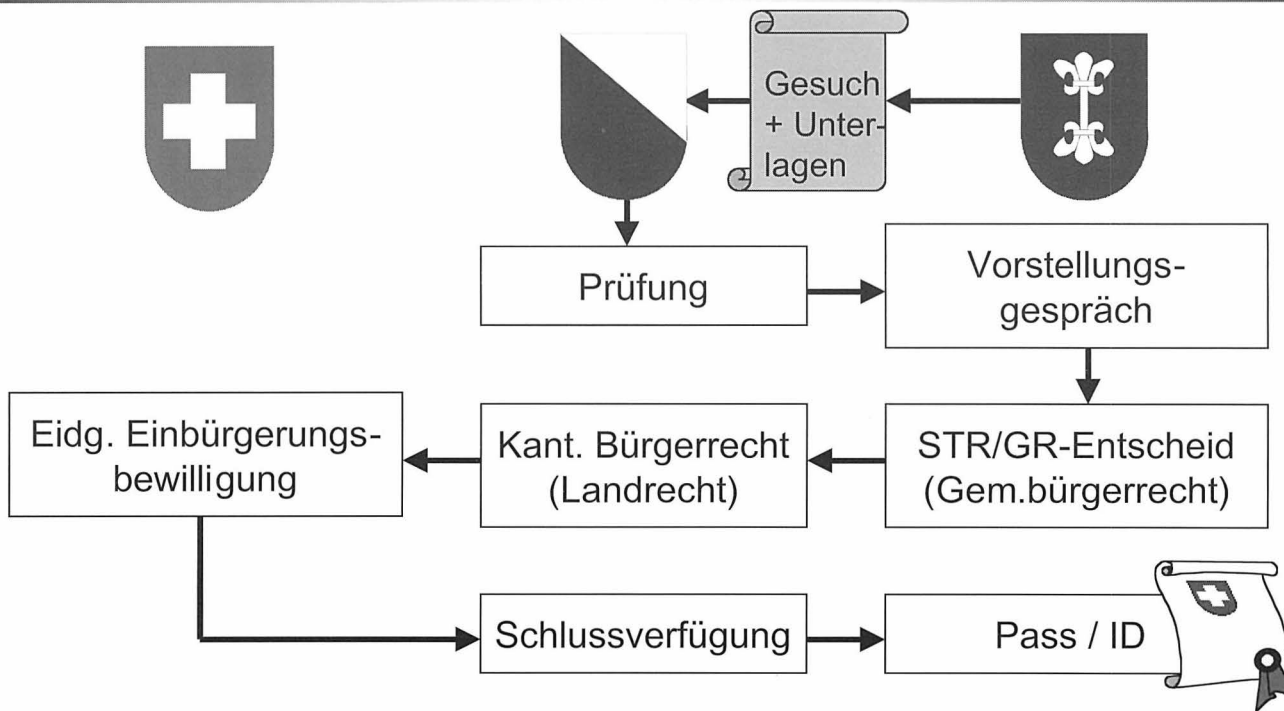 Gesuch
+ Unter-
lagen
Prüfung
Vorstellungs-
gespräch
STR/GR-Entscheid
(Gem.bürgerrecht)
Kant. Bürgerrecht
(Landrecht)
Eidg. Einbürgerungs-
bewilligung
Schlussverfügung
Pass / ID